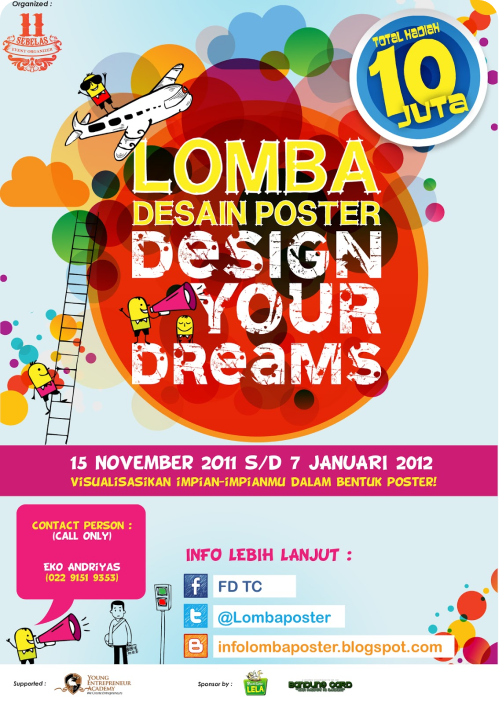 Organized :
11
SEBELAS
EVENT ORGANIZER
TOTAL HADIAH
10
JUTA
LOMBA
DESAIN POSTER
DESIGN
YOUR
DREAMS
15 NOVEMBER 2011 S/D 7 JANUARI 2012
VISUALISASIKAN IMPIAN-IMPIANMU DALAM BENTUK POSTER!
CONTACT PERSON :
(CALL ONLY)
EKO ANDRIYAS
(022 9151 9353)
INFO LEBIH LANJUT :
f FD TC
t @Lombaposter
B infolombaposter.blogspot.com
Supported :
YOUNG
ENTREPRENEUR
ACADEMY
Sponsor by :
LELA